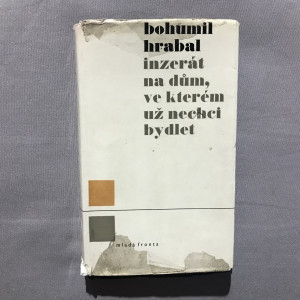 bohumil
hrabal
inzerát
na dům,
ve kterém
už nechci
bydlet
mladá fronta